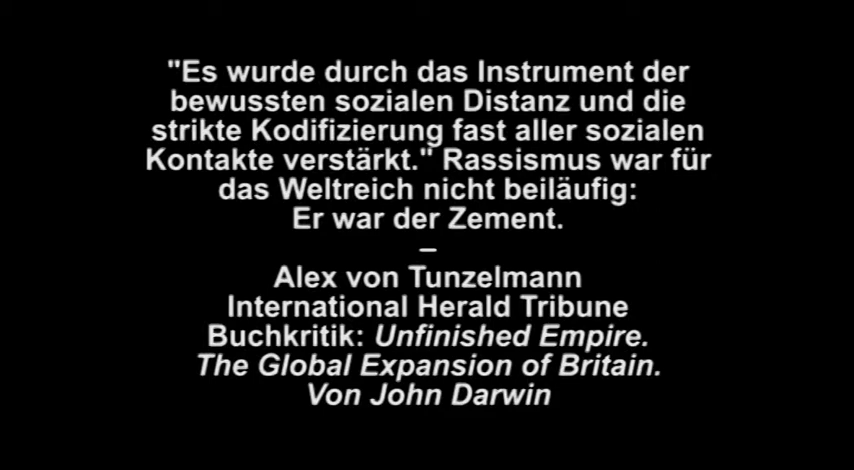 "Es wurde durch das Instrument der
bewussten sozialen Distanz und die
strikte Kodifizierung fast aller sozialen
Kontakte verstärkt." Rassismus war für
das Weltreich nicht beiläufig:
Er war der Zement.
–
Alex von Tunzelmann
International Herald Tribune
Buchkritik: Unfinished Empire.
The Global Expansion of Britain.
Von John Darwin